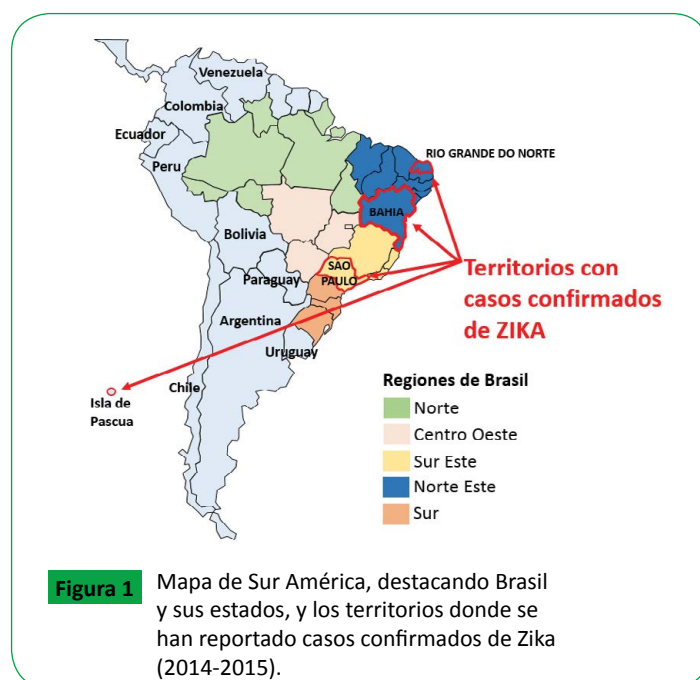 Venezuela
Colombia
Ecuador
Peru
RIO GRANDE DO NORTE
BAHIA
Bolivia
SAO
PAULO
Paraguay
Territorios con
casos confirmados
de ZIKA
Argentina
Uruguay
Chile
Isla de
Pascua
Regiones de Brasil
Norte
Centro Oeste
Sur Este
Norte Este
Sur
Figura 1
Mapa de Sur América, destacando Brasil
y sus estados, y los territorios donde se
han reportado casos confirmados de Zika
(2014-2015).